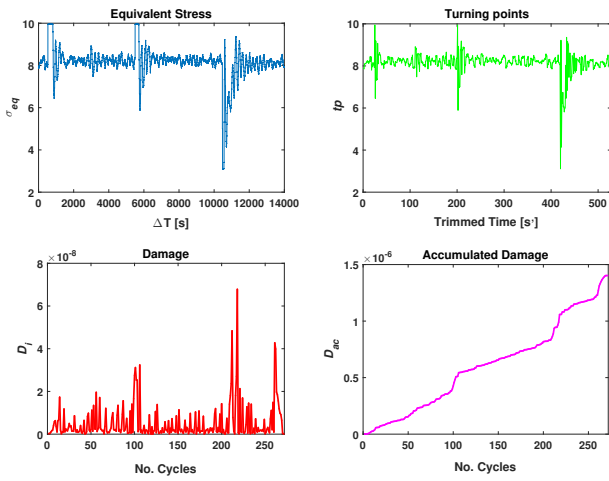 Equivalent Stress
10
8
6
4
2
σ_eq
0 2000 4000 6000 8000 10000 12000 14000
ΔT [s]
Turning points
10
8
6
4
2
tp
0 100 200 300 400 500
Trimmed Time [s']
Damage
×10^-8
8
6
4
2
0
D_i
0 50 100 150 200 250
No. Cycles
Accumulated Damage
×10^-6
1.5
1
0.5
0
D_ac
0 50 100 150 200 250
No. Cycles